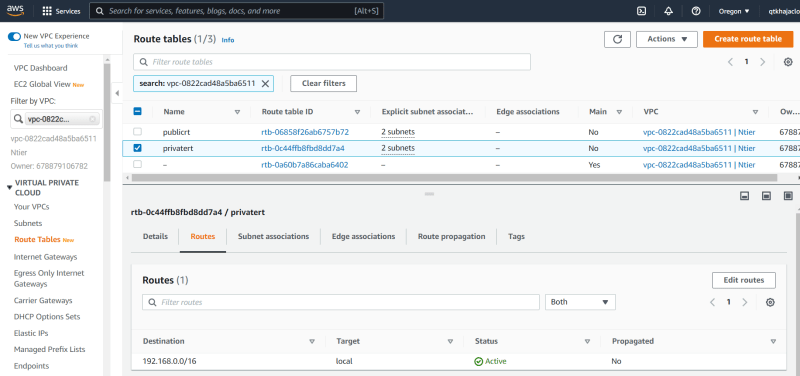 aws
Services
Search for services, features, blogs, docs, and more
[Alt+S]
Oregon
qtkhajaclo
New VPC Experience
Tell us what you think
VPC Dashboard
EC2 Global View New
Filter by VPC:
vpc-0822c...
vpc-0822cad48a5ba6511
Ntier
Owner: 678879106782
VIRTUAL PRIVATE
CLOUD
Your VPCs
Subnets
Route Tables New
Internet Gateways
Egress Only Internet
Gateways
Carrier Gateways
DHCP Option Sets
Elastic IPs
Managed Prefix Lists
Endpoints
Route tables (1/3) Info
Actions
Create route table
Filter route tables
1
search: vpc-0822cad48a5ba6511
Clear filters
Name Route table ID Explicit subnet associat... Edge associations Main VPC Ow...
publicrt rtb-06858f26ab6757b72 2 subnets – No vpc-0822cad48a5ba6511 | Ntier 67887
privatert rtb-0c44ffb8fbd8dd7a4 2 subnets – No vpc-0822cad48a5ba6511 | Ntier 67887
– rtb-0a60b7a86caba6402 – – Yes vpc-0822cad48a5ba6511 | Ntier 67887
rtb-0c44ffb8fbd8dd7a4 / privatert
Details Routes Subnet associations Edge associations Route propagation Tags
Routes (1)
Edit routes
Filter routes
Both
1
Destination Target Status Propagated
192.168.0.0/16 local Active No